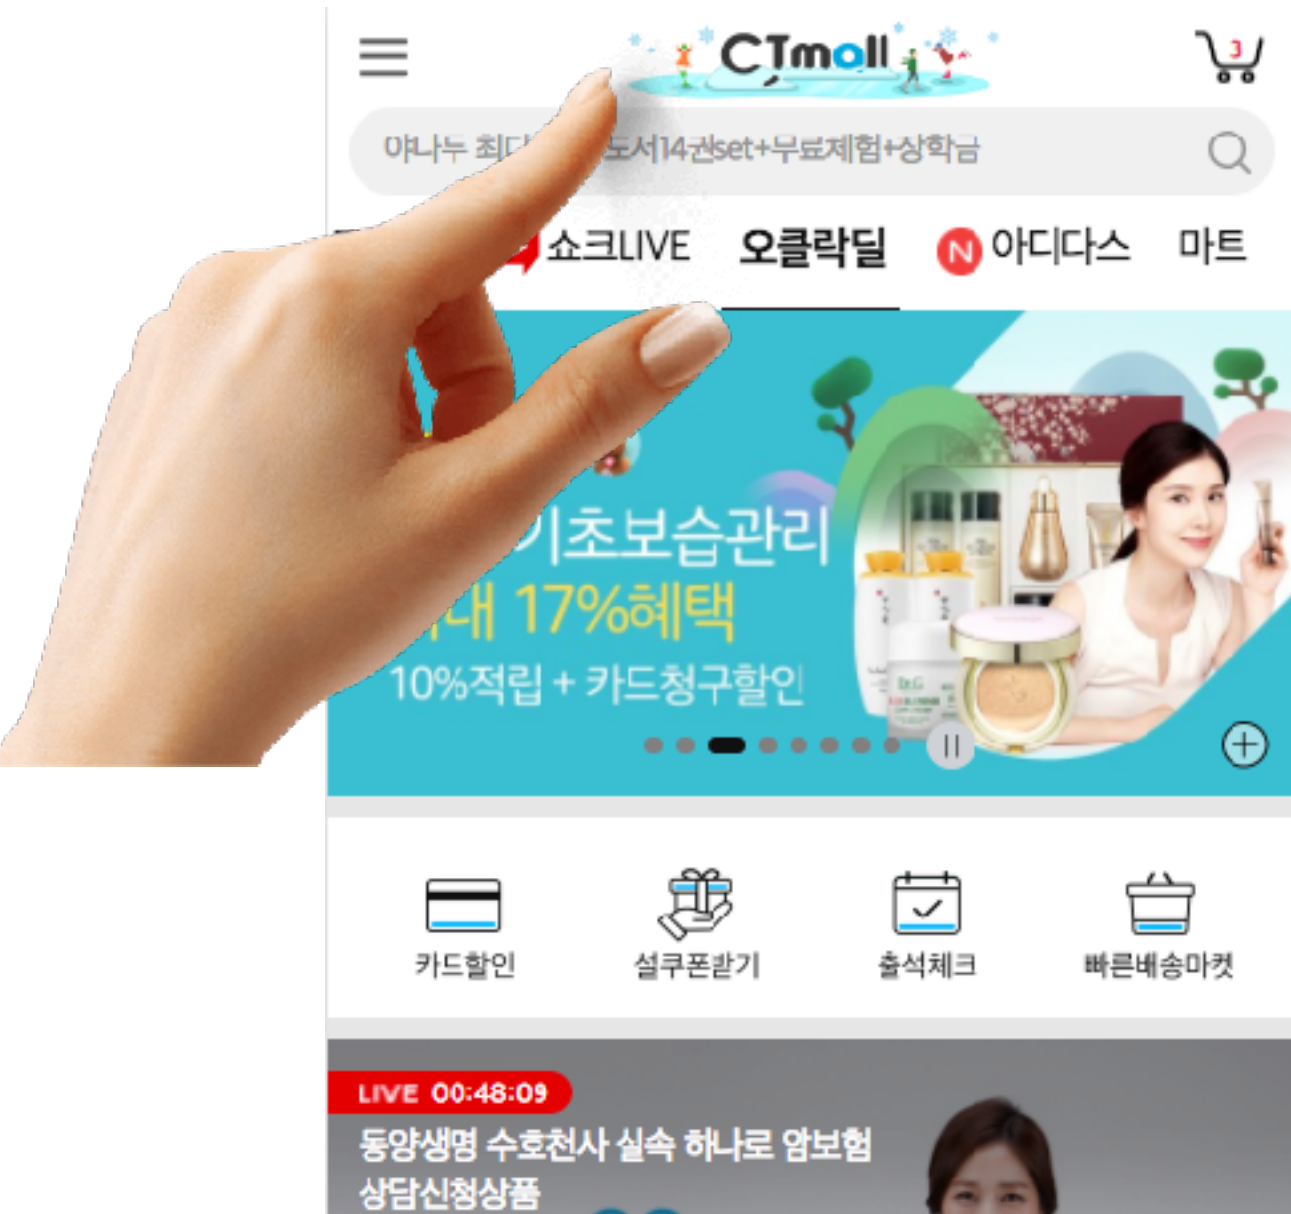 CTmall
3
야나두 최다 도서14권set+무료체험+상학금
쇼크LIVE 오클락딜 N 아디다스 마트
기초보습관리
대 17%혜택
10%적립 + 카드청구할인
Dr.G
카드할인 설쿠폰받기 출석체크 빠른배송마켓
LIVE 00:48:09
동양생명 수호천사 실속 하나로 암보험
상담신청상품